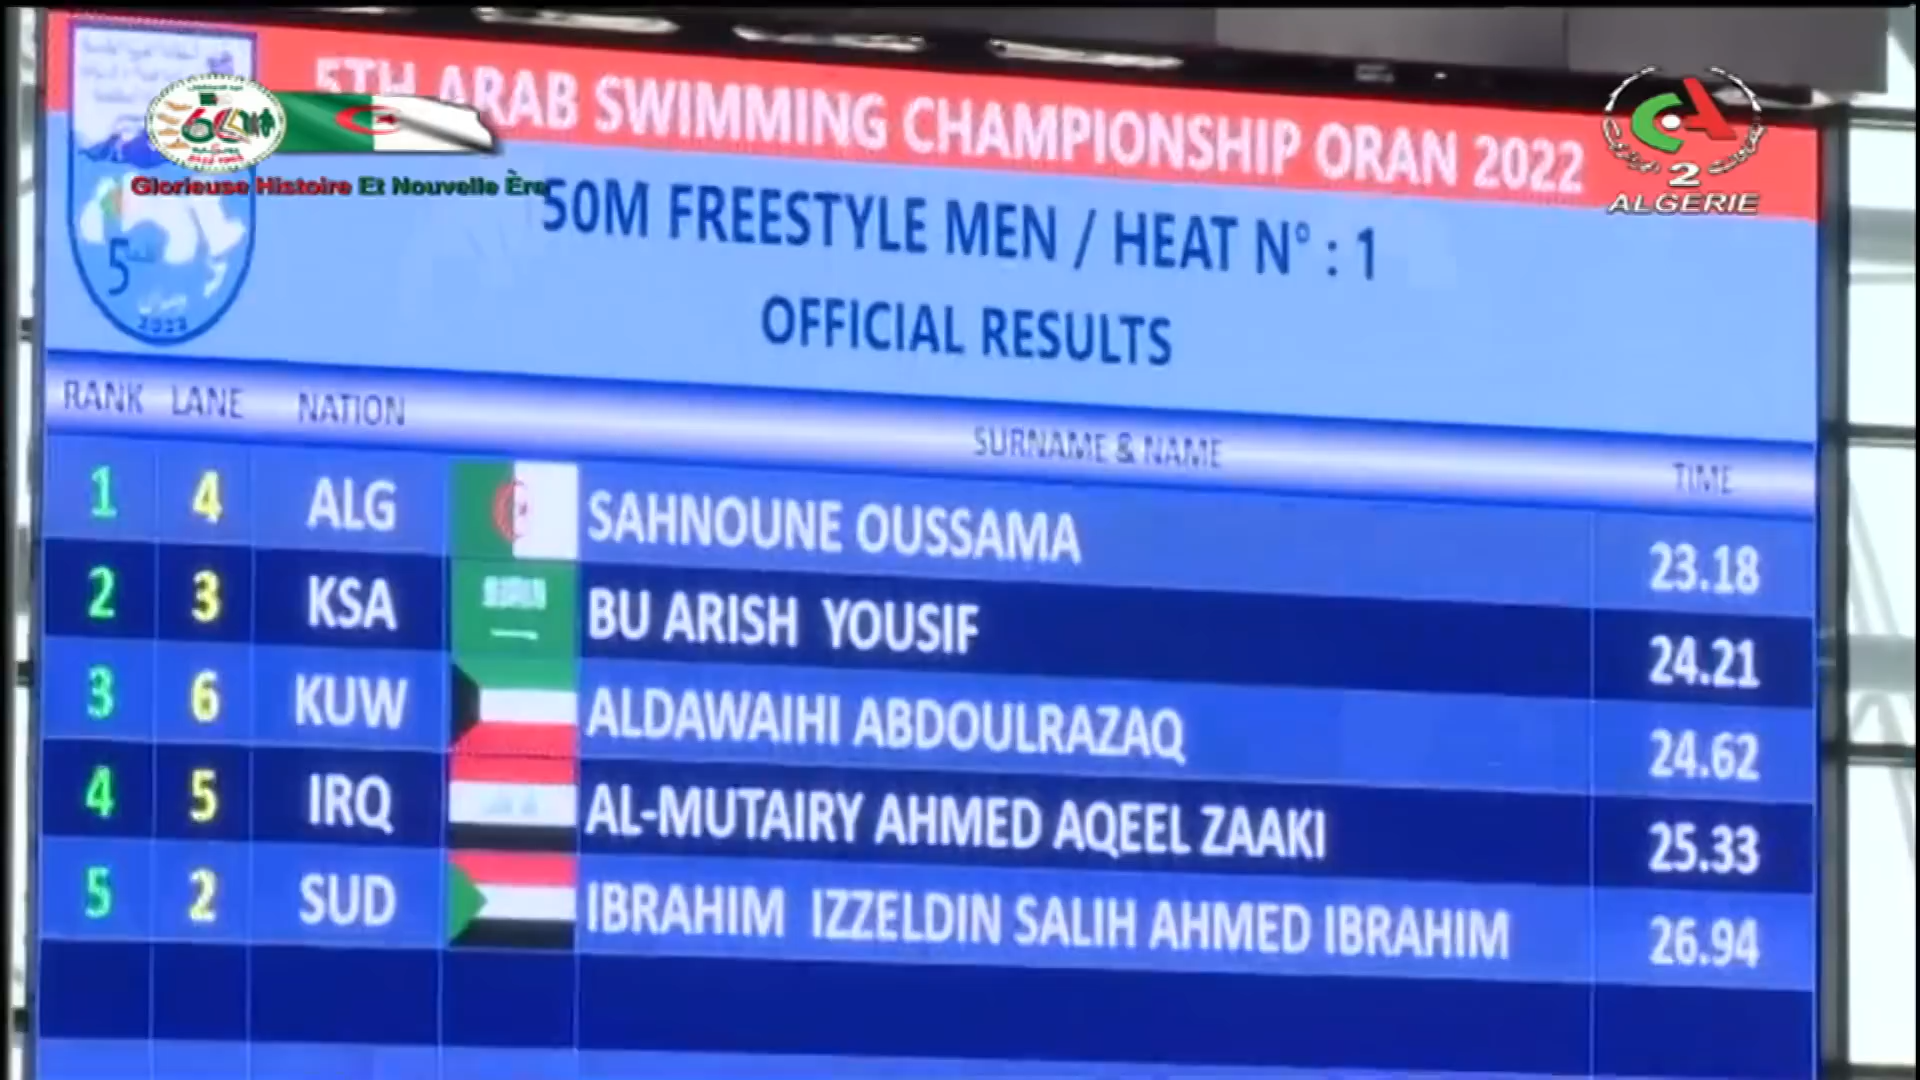 5TH ARAB SWIMMING CHAMPIONSHIP ORAN 2022
50M FREESTYLE MEN / HEAT N° : 1
OFFICIAL RESULTS
Glorieuse Histoire Et Nouvelle Ère
2
ALGERIE
5
2022
60
RANK LANE NATION SURNAME & NAME TIME
1 4 ALG SAHNOUNE OUSSAMA 23.18
2 3 KSA BU ARISH YOUSIF 24.21
3 6 KUW ALDAWAIHI ABDOULRAZAQ 24.62
4 5 IRQ AL-MUTAIRY AHMED AQEEL ZAAKI 25.33
5 2 SUD IBRAHIM IZZELDIN SALIH AHMED IBRAHIM 26.94